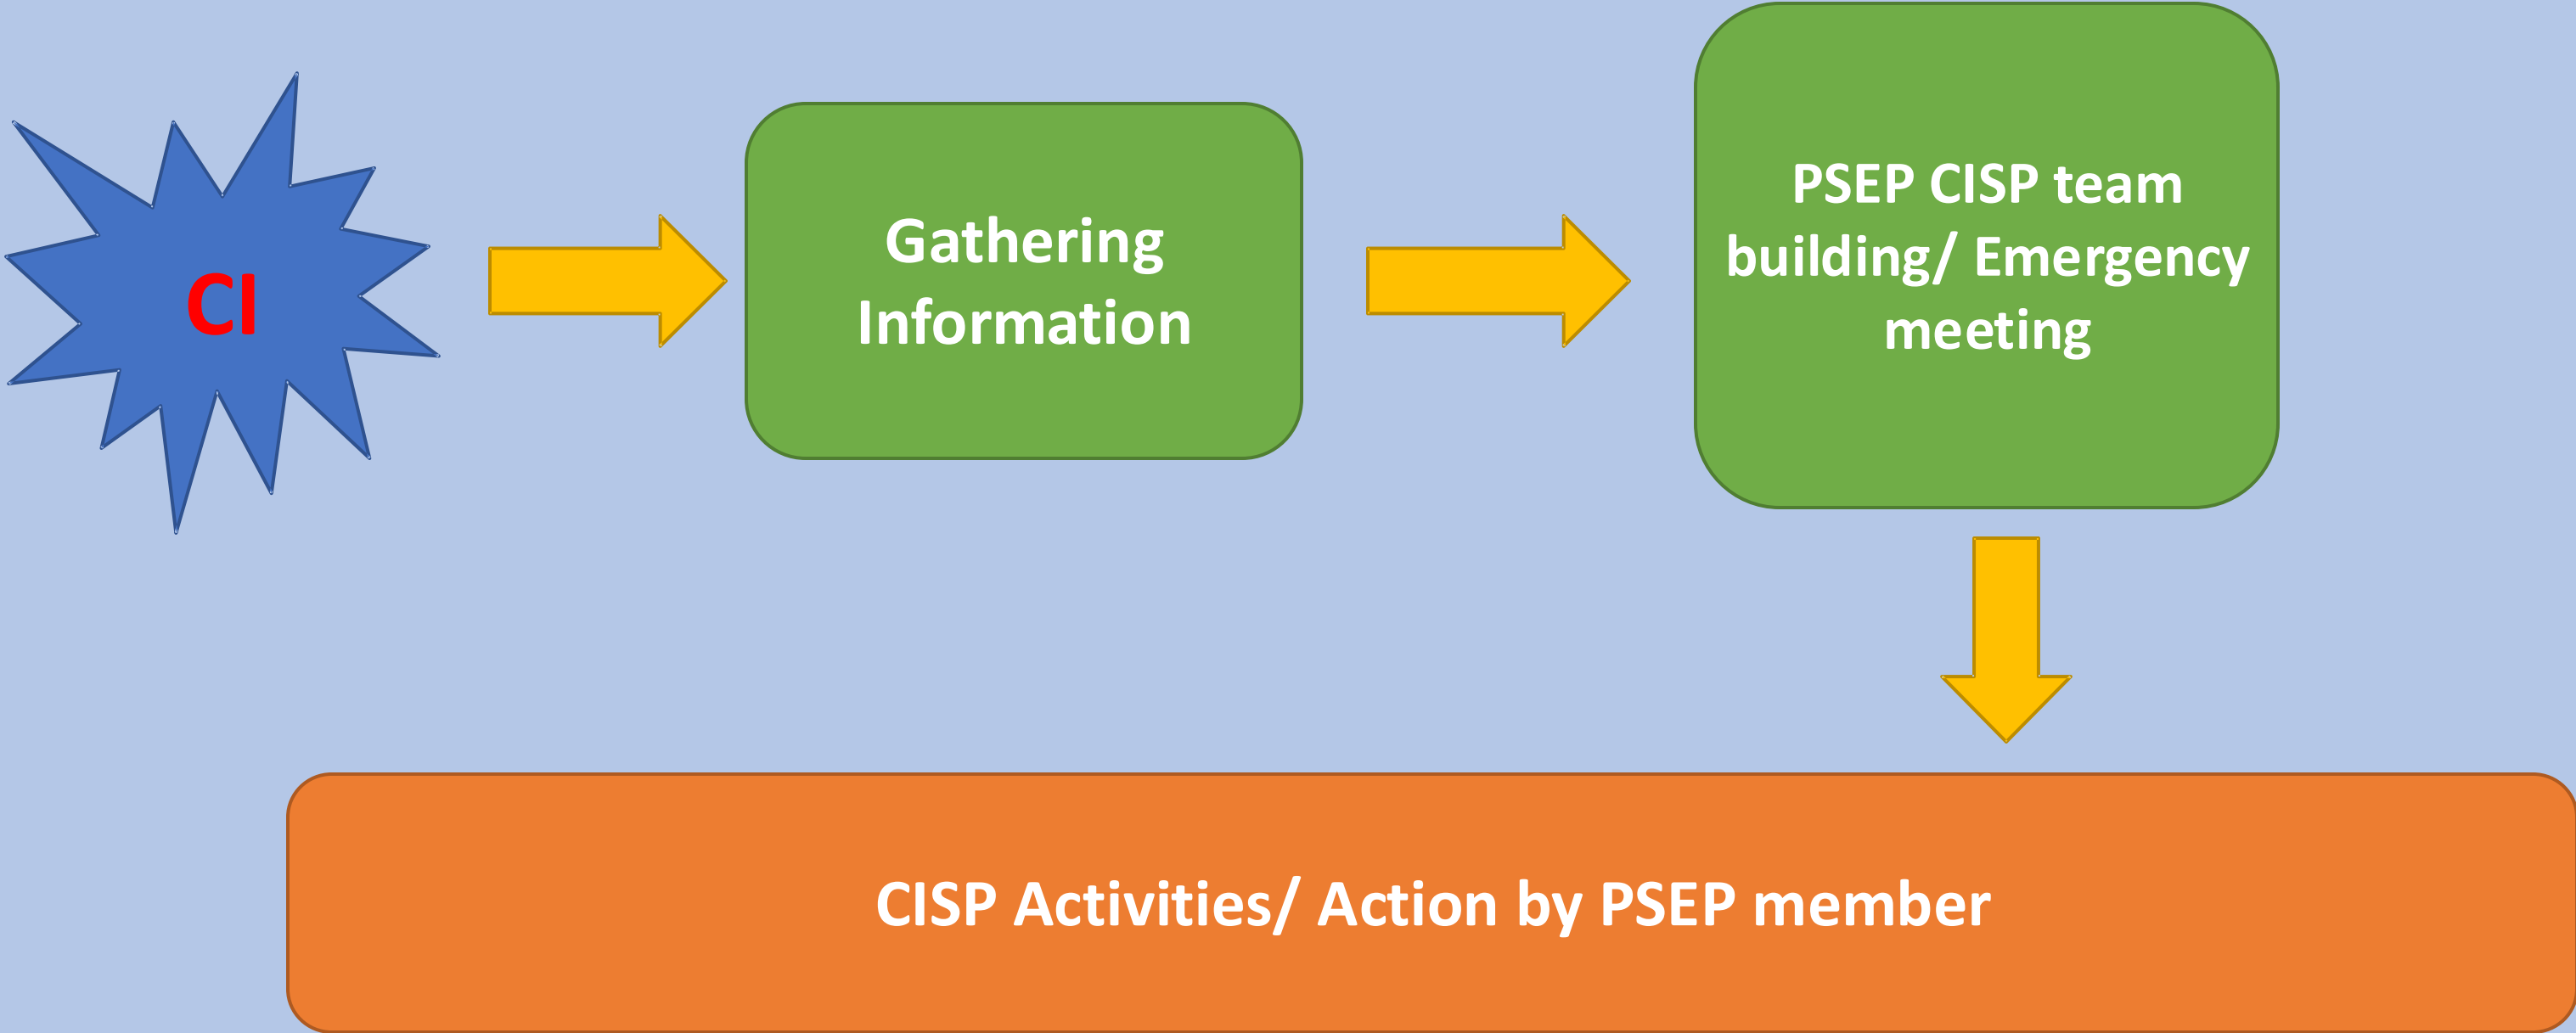 CI
Gathering
Information
PSEP CISP team
building/ Emergency
meeting
CISP Activities/ Action by PSEP member